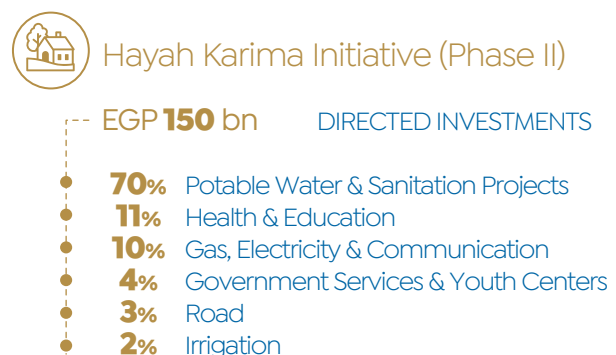 Hayah Karima Initiative (Phase II)
EGP 150 bn DIRECTED INVESTMENTS
70% Potable Water & Sanitation Projects
11% Health & Education
10% Gas, Electricity & Communication
4% Government Services & Youth Centers
3% Road
2% Irrigation